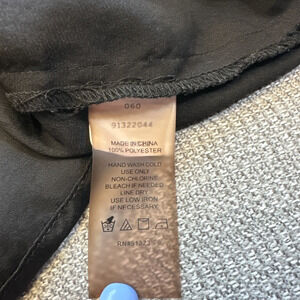 060
91322044
MADE IN CHINA
100% POLYESTER
HAND WASH COLD
USE ONLY
NON-CHLORINE
BLEACH IF NEEDED
LINE DRY
USE LOW IRON
IF NECESSARY